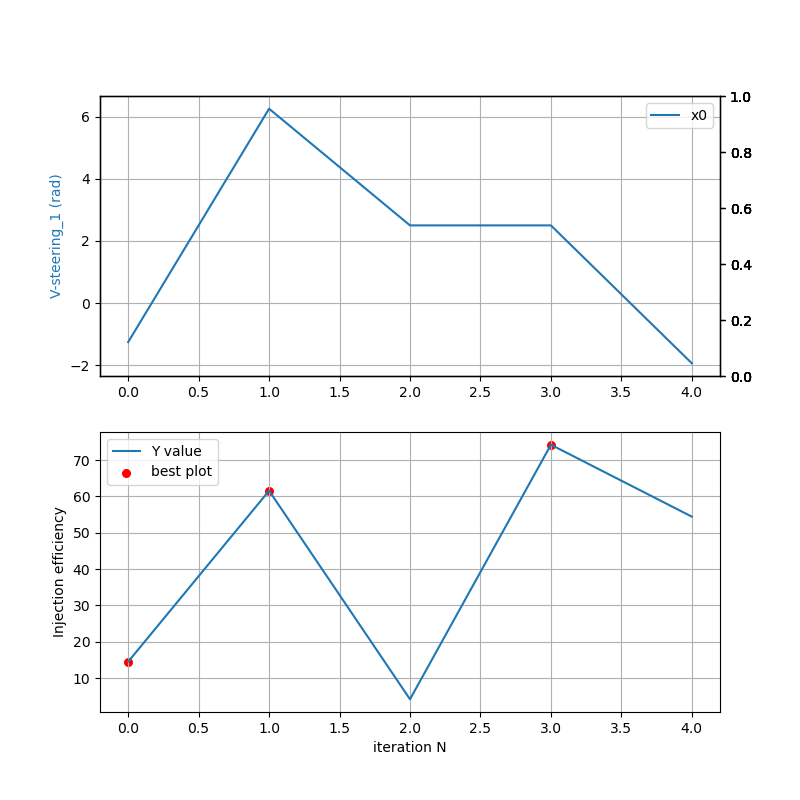 V-steering_1 (rad)
6
4
2
0
−2
x0
1.0
0.8
0.6
0.4
0.2
0.0
0.0 0.5 1.0 1.5 2.0 2.5 3.0 3.5 4.0
Injection efficiency
70
60
50
40
30
20
10
Y value
best plot
0.0 0.5 1.0 1.5 2.0 2.5 3.0 3.5 4.0
iteration N